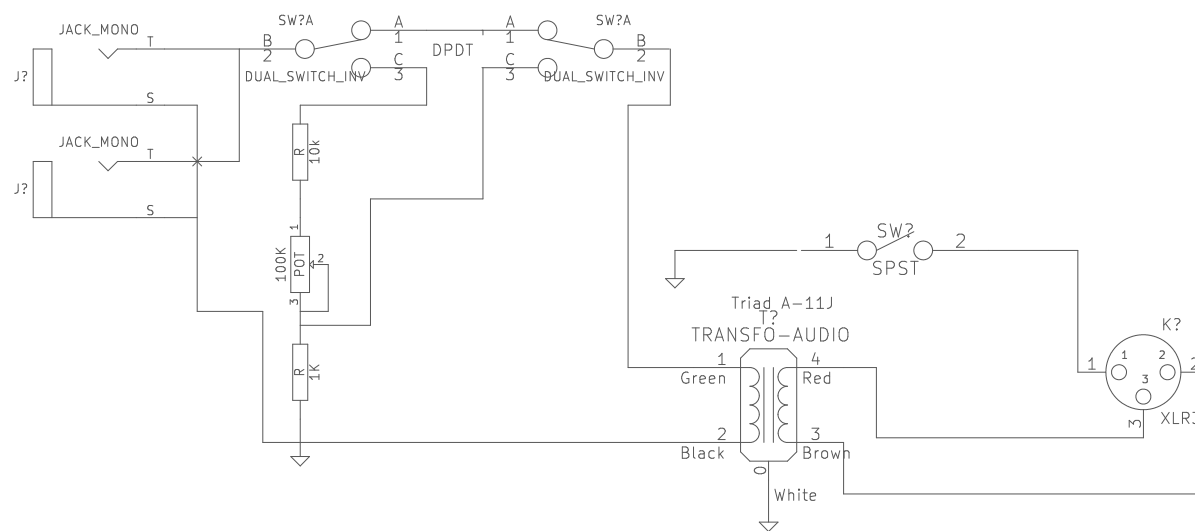 SW?A
SW?A
JACK_MONO
T
B
2
A
1
A
1
B
2
DPDT
C
3
C
3
DUAL_SWITCH_INV
DUAL_SWITCH_INV
J?
S
JACK_MONO
T
R
10k
J?
S
1
100K
POT
2
3
1
SW?
2
SPST
Triad A-11J
T?
TRANSFO-AUDIO
K?
R
1K
1
4
Green
Red
1
1
2
2
3
XLR3
3
2
3
Black
Brown
0
White